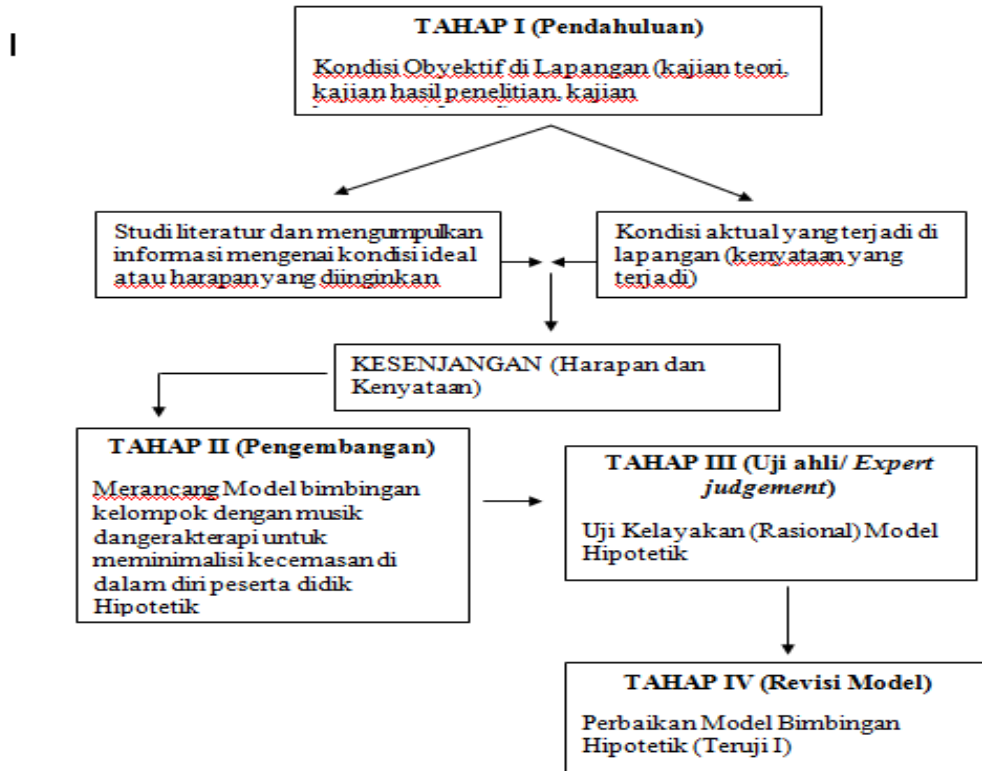 I
TAHAP I (Pendahuluan)
Kondisi Obyektif di Lapangan (kajian teori,
kajian hasil penelitian, kajian
Studi literatur dan mengumpulkan
informasi mengenai kondisi ideal
atau harapan yang diinginkan
Kondisi aktual yang terjadi di
lapangan (kenyataan yang
terjadi)
KESENJANGAN (Harapan dan
Kenyataan)
TAHAP II (Pengembangan)
Merancang Model bimbingan
kelompok dengan musik
dangerakterapi untuk
meminimalisi kecemasan di
dalam diri peserta didik
Hipotetik
TAHAP III (Uji ahli/ Expert
judgement)
Uji Kelayakan (Rasional) Model
Hipotetik
TAHAP IV (Revisi Model)
Perbaikan Model Bimbingan
Hipotetik (Teruji I)